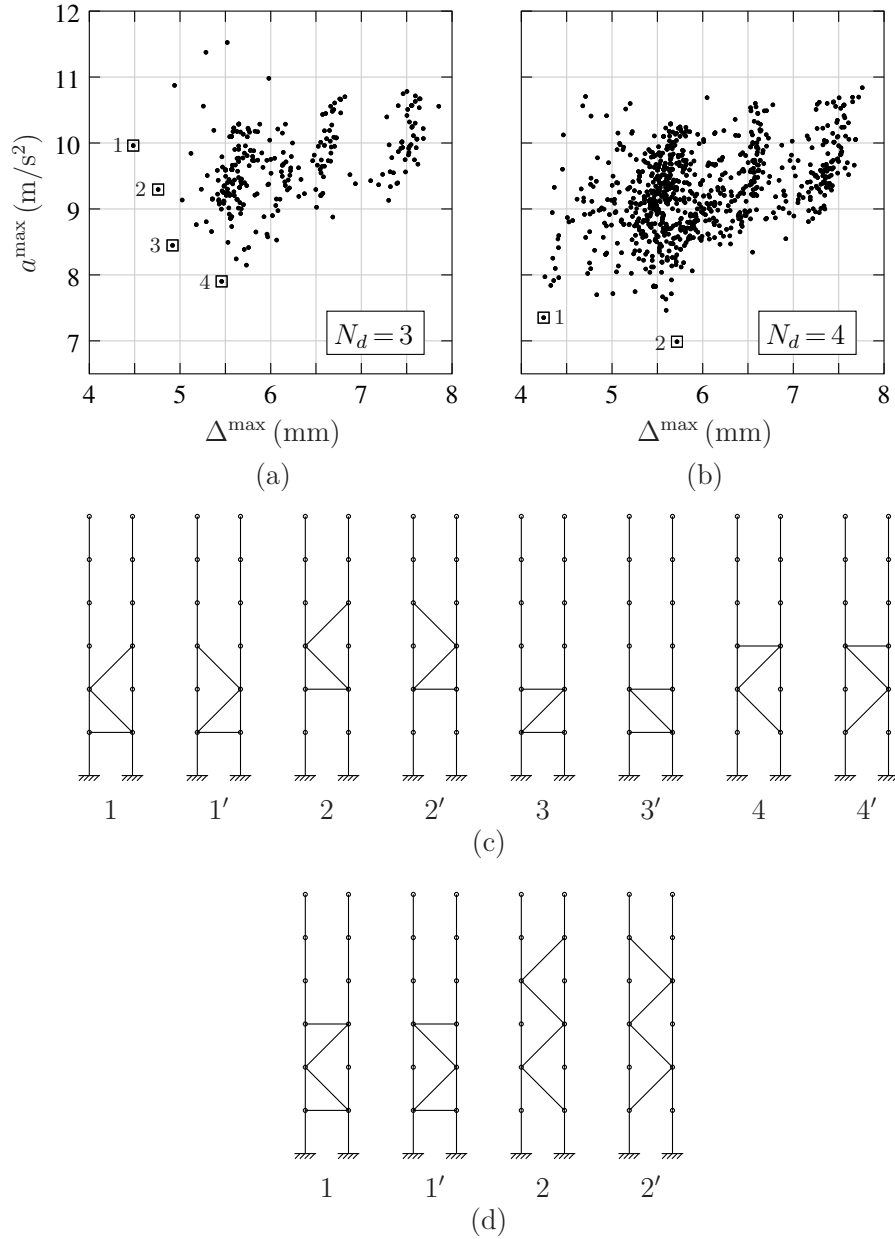 12
11
10
9
8
7
a^max (m/s²)
1
2
3
4
N_d = 3
4 5 6 7 8
Δ^max (mm)
(a)
1
2
N_d = 4
4 5 6 7 8
Δ^max (mm)
(b)
1 1′ 2 2′ 3 3′ 4 4′
(c)
1 1′ 2 2′
(d)